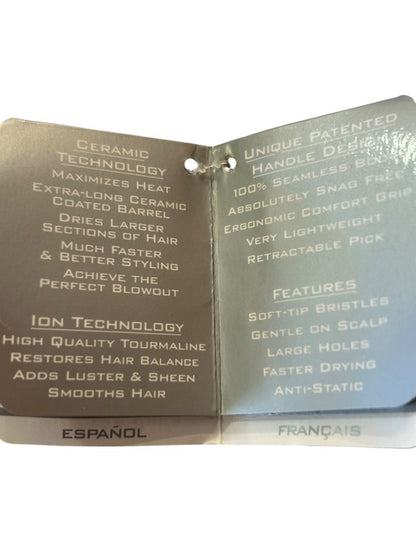 CERAMIC
TECHNOLOGY
MAXIMIZES HEAT
EXTRA-LONG CERAMIC
COATED BARREL
DRIES LARGER
SECTIONS OF HAIR
MUCH FASTER
& BETTER STYLING
ACHIEVE THE
PERFECT BLOWOUT
ION TECHNOLOGY
HIGH QUALITY TOURMALINE
RESTORES HAIR BALANCE
ADDS LUSTER & SHEEN
SMOOTHS HAIR
ESPAÑOL
UNIQUE PATENTED
HANDLE DESIGN
100% SEAMLESS
ABSOLUTELY SNAG FREE
ERGONOMIC COMFORT GRIP
VERY LIGHTWEIGHT
RETRACTABLE PICK
FEATURES
SOFT-TIP BRISTLES
GENTLE ON SCALP
LARGE HOLES
FASTER DRYING
ANTI-STATIC
FRANÇAIS